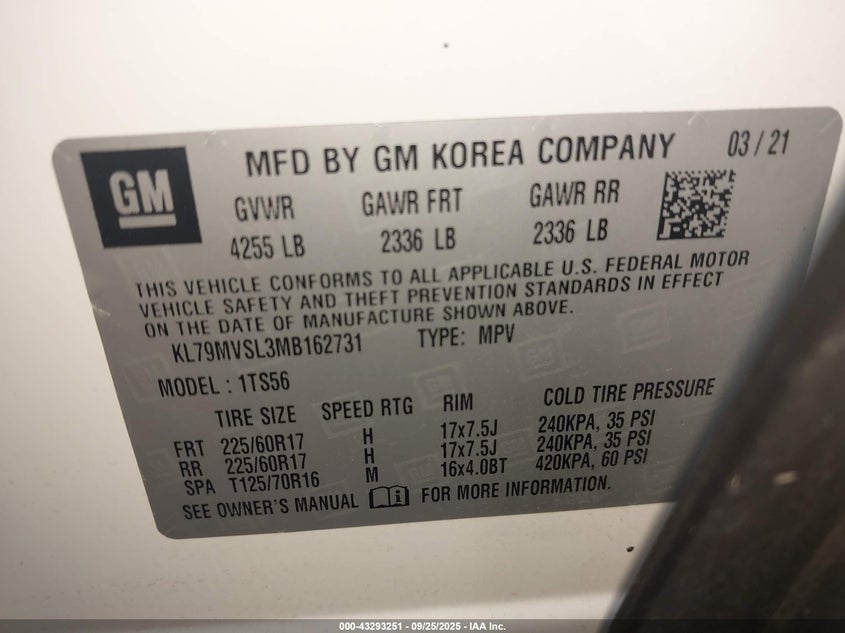 GM
MFD BY GM KOREA COMPANY 03 / 21
GVWR GAWR FRT GAWR RR
4255 LB 2336 LB 2336 LB
THIS VEHICLE CONFORMS TO ALL APPLICABLE U.S. FEDERAL MOTOR
VEHICLE SAFETY AND THEFT PREVENTION STANDARDS IN EFFECT
ON THE DATE OF MANUFACTURE SHOWN ABOVE.
KL79MVSL3MB162731 TYPE: MPV
MODEL : 1TS56
TIRE SIZE SPEED RTG RIM COLD TIRE PRESSURE
FRT 225/60R17 H 17x7.5J 240KPA, 35 PSI
RR 225/60R17 H 17x7.5J 240KPA, 35 PSI
SPA T125/70R16 M 16x4.0BT 420KPA, 60 PSI
SEE OWNER'S MANUAL FOR MORE INFORMATION.
000-43293251 - 09/25/2025 - IAA Inc.